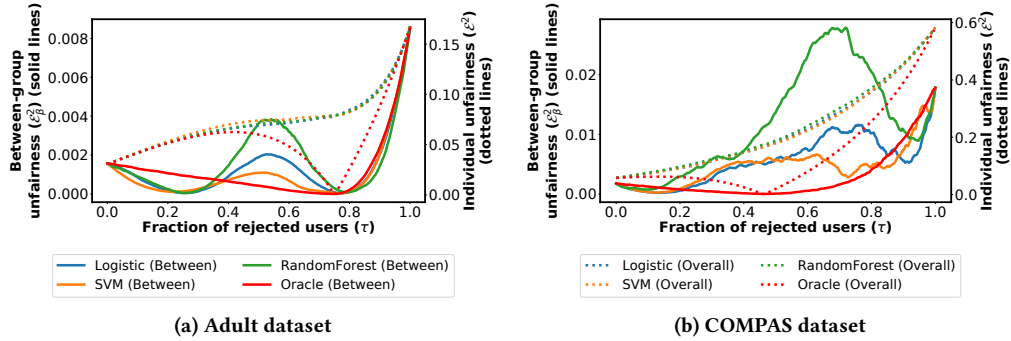 Between-group
unfairness (ℰ²_β) (solid lines)
0.008
0.006
0.004
0.002
0.000
0.15
0.10
0.05
0.00
Individual unfairness (ℰ²)
(dotted lines)
0.0 0.2 0.4 0.6 0.8 1.0
Fraction of rejected users (τ)
Logistic (Between) RandomForest (Between)
SVM (Between) Oracle (Between)
(a) Adult dataset
Between-group
unfairness (ℰ²_β) (solid lines)
0.02
0.01
0.00
0.6
0.4
0.2
0.0
Individual unfairness (ℰ²)
(dotted lines)
0.0 0.2 0.4 0.6 0.8 1.0
Fraction of rejected users (τ)
Logistic (Overall) RandomForest (Overall)
SVM (Overall) Oracle (Overall)
(b) COMPAS dataset